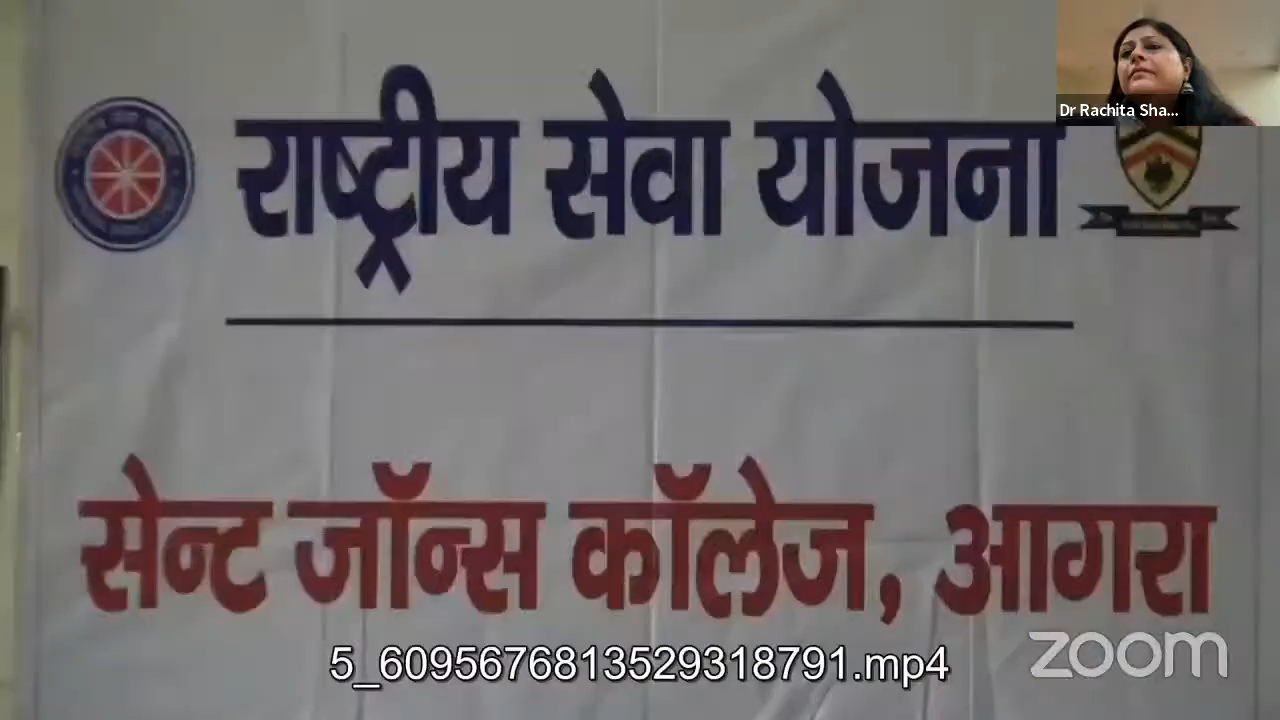 Dr Rachita Sha...
राष्ट्रीय सेवा योजना
सेन्ट जॉन्स कॉलेज, आगरा
5_6095676813529318791.mp4
zoom